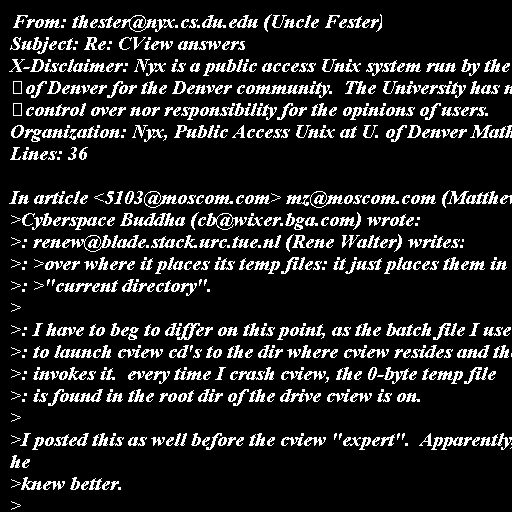 From: thester@nyx.cs.du.edu (Uncle Fester)
Subject: Re: CView answers
X-Disclaimer: Nyx is a public access Unix system run by the
of Denver for the Denver community.  The University has n
control over nor responsibility for the opinions of users.
Organization: Nyx, Public Access Unix at U. of Denver Math
Lines: 36

In article <5103@moscom.com> mz@moscom.com (Matthew
>Cyberspace Buddha (cb@wixer.bga.com) wrote:
>: renew@blade.stack.urc.tue.nl (Rene Walter) writes:
>: >over where it places its temp files: it just places them in
>: >"current directory".
>
>: I have to beg to differ on this point, as the batch file I use
>: to launch cview cd's to the dir where cview resides and the
>: invokes it.  every time I crash cview, the 0-byte temp file
>: is found in the root dir of the drive cview is on.
>
>I posted this as well before the cview "expert".  Apparently,
he
>knew better.
>